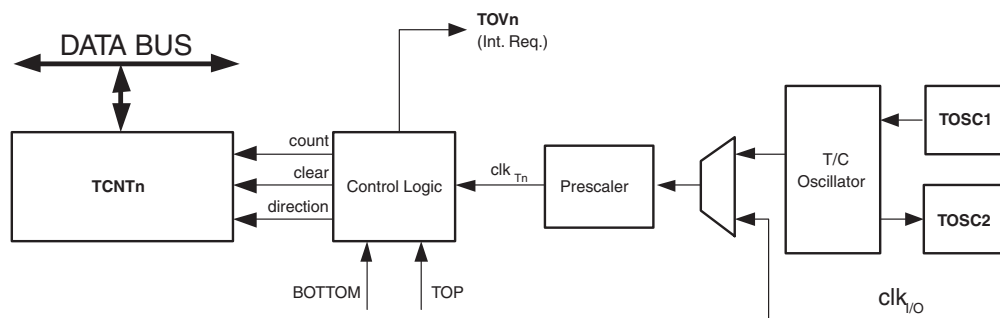 TOVn
(Int. Req.)
DATA BUS
TOSC1
count
TCNTn
clear
Control Logic
clk Tn
Prescaler
T/C
Oscillator
direction
TOSC2
BOTTOM
TOP
clk I/O